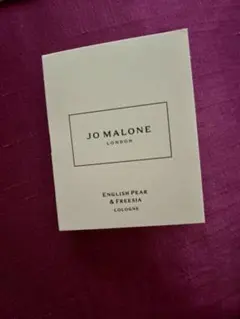 JO MALONE
LONDON
ENGLISH PEAR
& FREESIA
COLOGNE